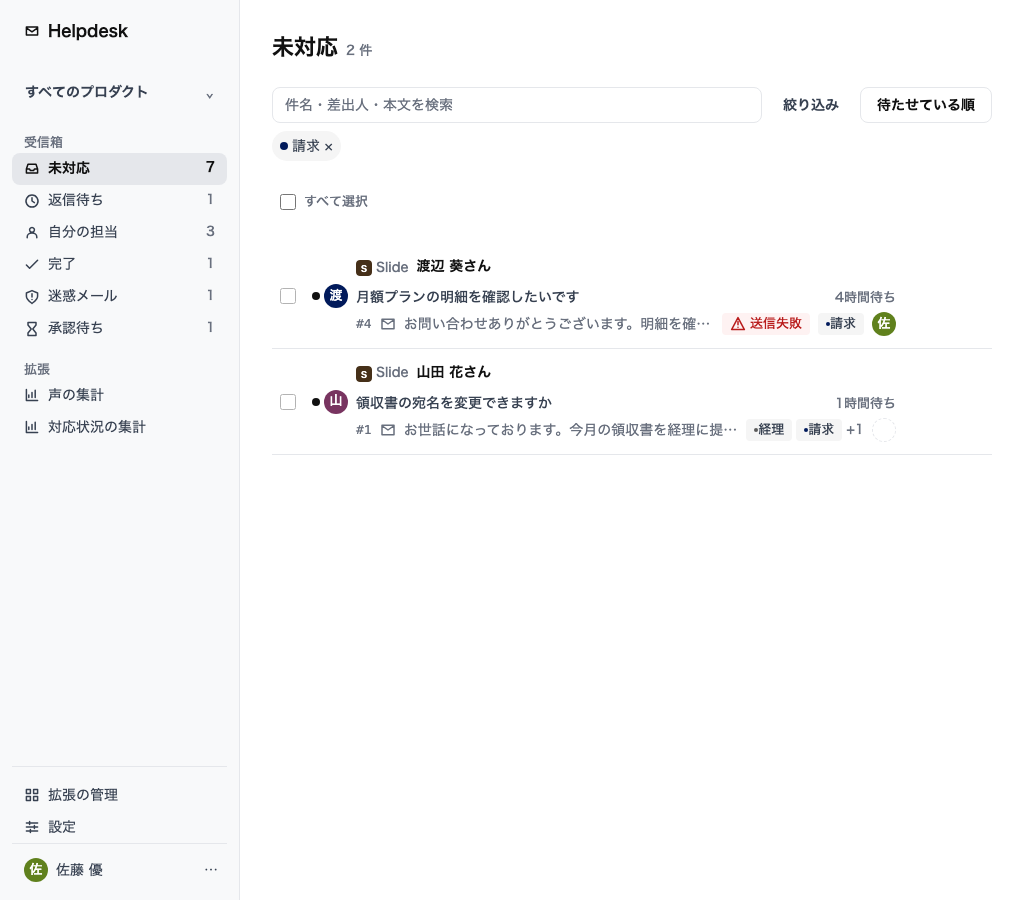 Helpdesk
すべてのプロダクト
受信箱
未対応 7
返信待ち 1
自分の担当 3
完了 1
迷惑メール 1
承認待ち 1
拡張
声の集計
対応状況の集計
拡張の管理
設定
佐 佐藤 優 …
未対応 2 件
件名・差出人・本文を検索 絞り込み 待たせている順
請求 ×
すべて選択
S Slide 渡辺 葵さん
渡 月額プランの明細を確認したいです 4時間待ち
#4 お問い合わせありがとうございます。明細を確… 送信失敗 •請求 佐
S Slide 山田 花さん
山 領収書の宛名を変更できますか 1時間待ち
#1 お世話になっております。今月の領収書を経理に提… •経理 •請求 +1